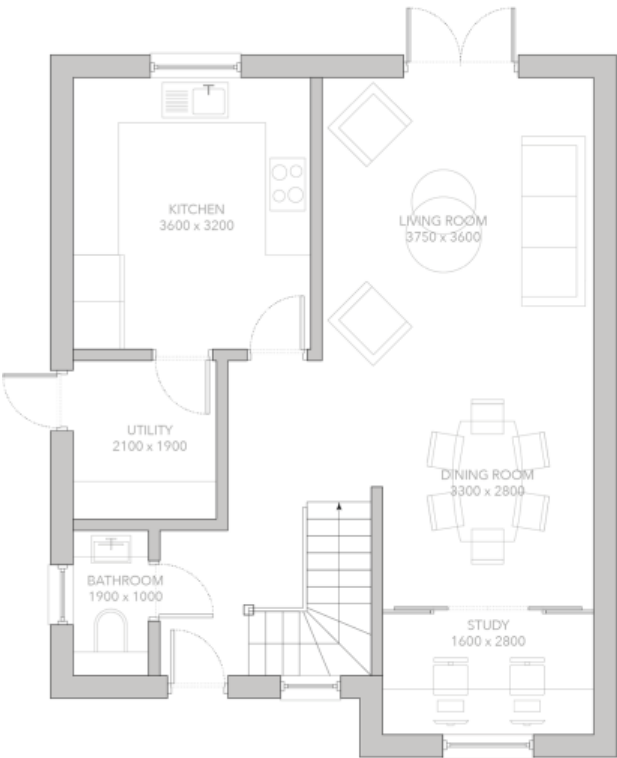 KITCHEN
3600 x 3200
LIVING ROOM
3750 x 3600
UTILITY
2100 x 1900
DINING ROOM
3300 x 2800
BATHROOM
1900 x 1000
STUDY
1600 x 2800